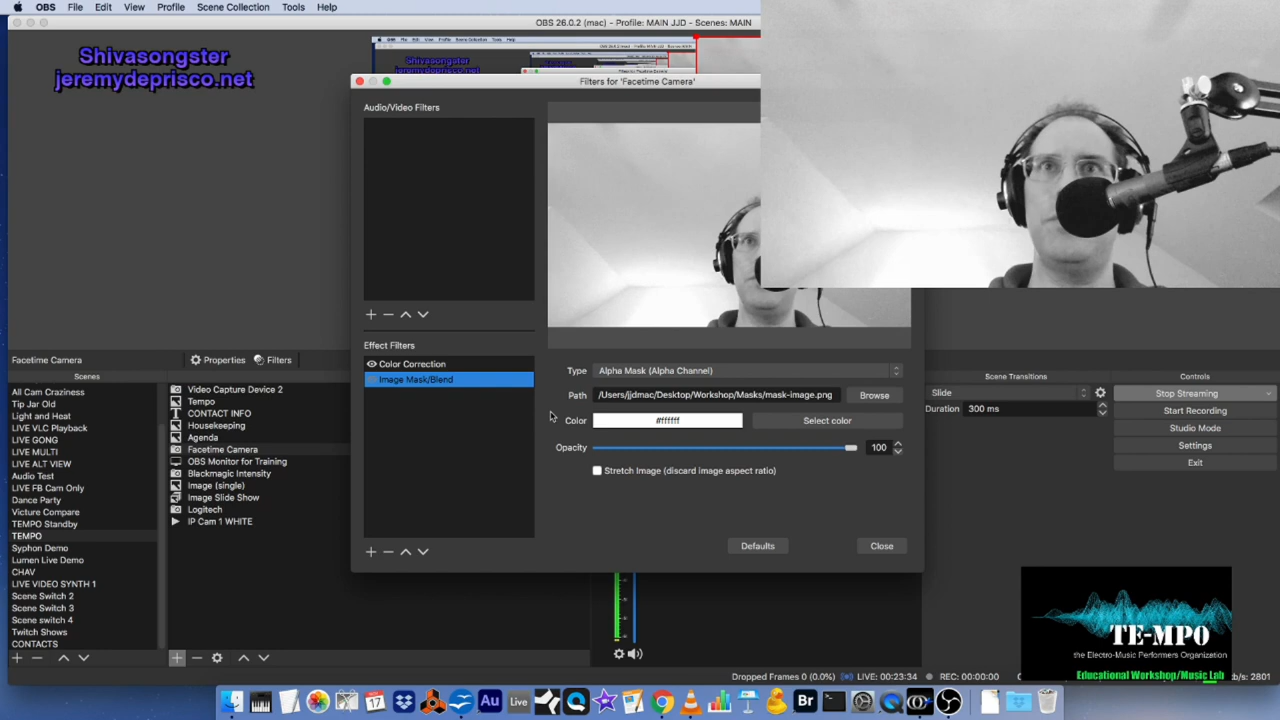 OBS File Edit View Profile Scene Collection Tools Help
OBS 26.0.2 (mac) - Profile: MAIN JJD - Scenes: MAIN
Shivasongster
jeremydeprisco.net
Shivasongster
jeremydeprisco.net
Filters for 'Facetime Camera'
Audio/Video Filters
Effect Filters
Color Correction
Image Mask/Blend
Type Alpha Mask (Alpha Channel)
Path /Users/jjdmac/Desktop/Workshop/Masks/mask-image.png Browse
Color #ffffff Select color
Opacity 100
Stretch Image (discard image aspect ratio)
Defaults Close
Facetime Camera Properties Filters
Scenes
All Cam Craziness
Tip Jar Old
Light and Heat
LIVE VLC Playback
LIVE GONG
LIVE MULTI
LIVE ALT VIEW
Audio Test
LIVE FB Cam Only
Dance Party
Victure Compare
TEMPO Standby
TEMPO
Syphon Demo
Lumen Live Demo
CHAV
LIVE VIDEO SYNTH 1
Scene Switch 2
Scene Switch 3
Scene switch 4
Twitch Shows
CONTACTS
Video Capture Device 2
Tempo
CONTACT INFO
Housekeeping
Agenda
Facetime Camera
OBS Monitor for Training
Blackmagic Intensity
Image (single)
Image Slide Show
Logitech
IP Cam 1 WHITE
Scene Transitions
Slide
Duration 300 ms
Controls
Stop Streaming
Start Recording
Studio Mode
Settings
Exit
TE-MPO
the Electro-Music Performers Organization
Educational Workshop/Music Lab
Dropped Frames 0 (0.0%) LIVE: 00:23:34 REC: 00:00:00 kb/s: 2801
17 Au Live Br